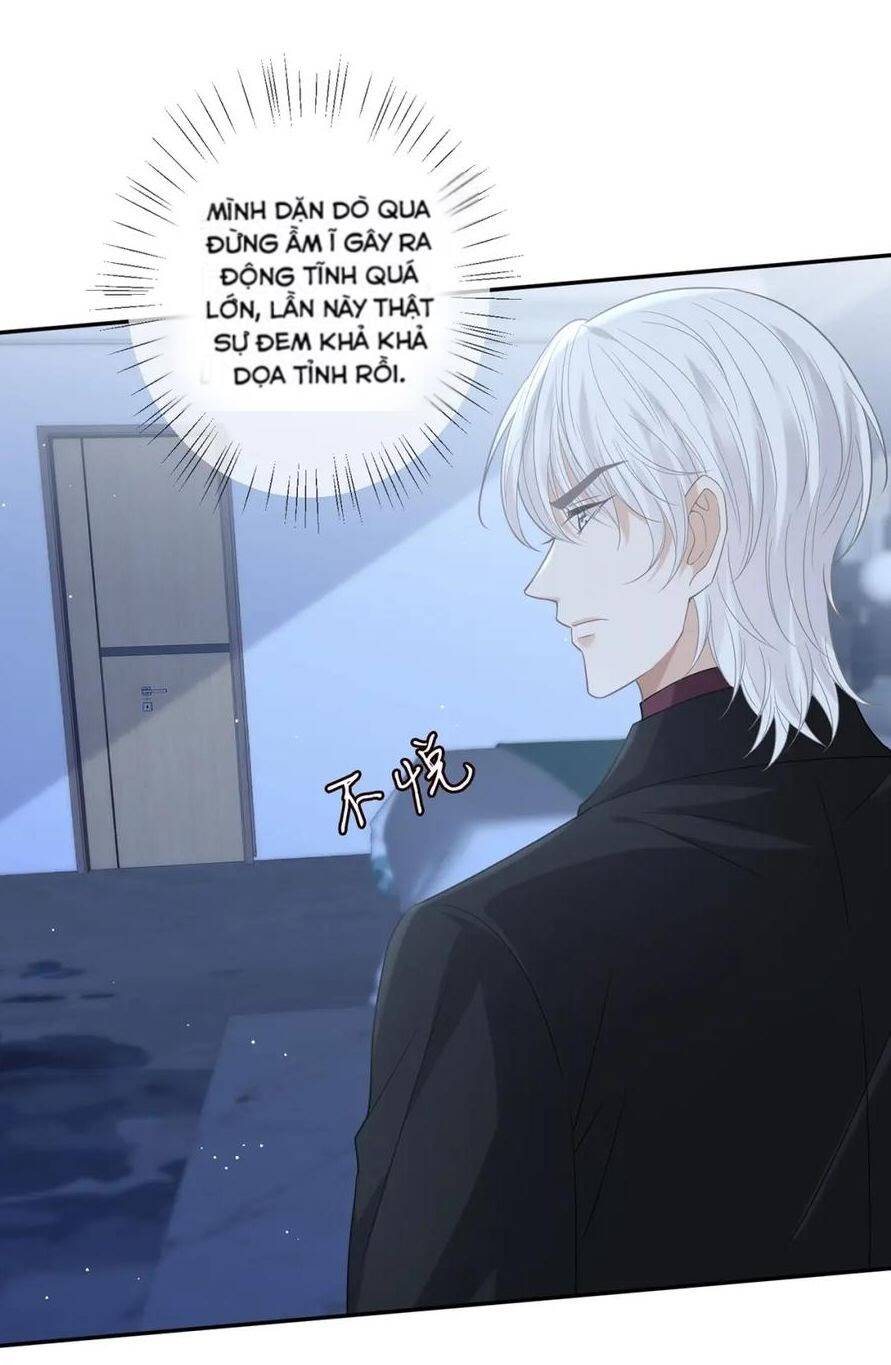 MÌNH DẶN DÒ QUA
ĐỪNG ẦM Ĩ GÂY RA
ĐỘNG TĨNH QUÁ
LỚN, LẦN NÀY THẬT
SỰ ĐEM KHẢ KHẢ
DỌA TỈNH RỒI.
不悦